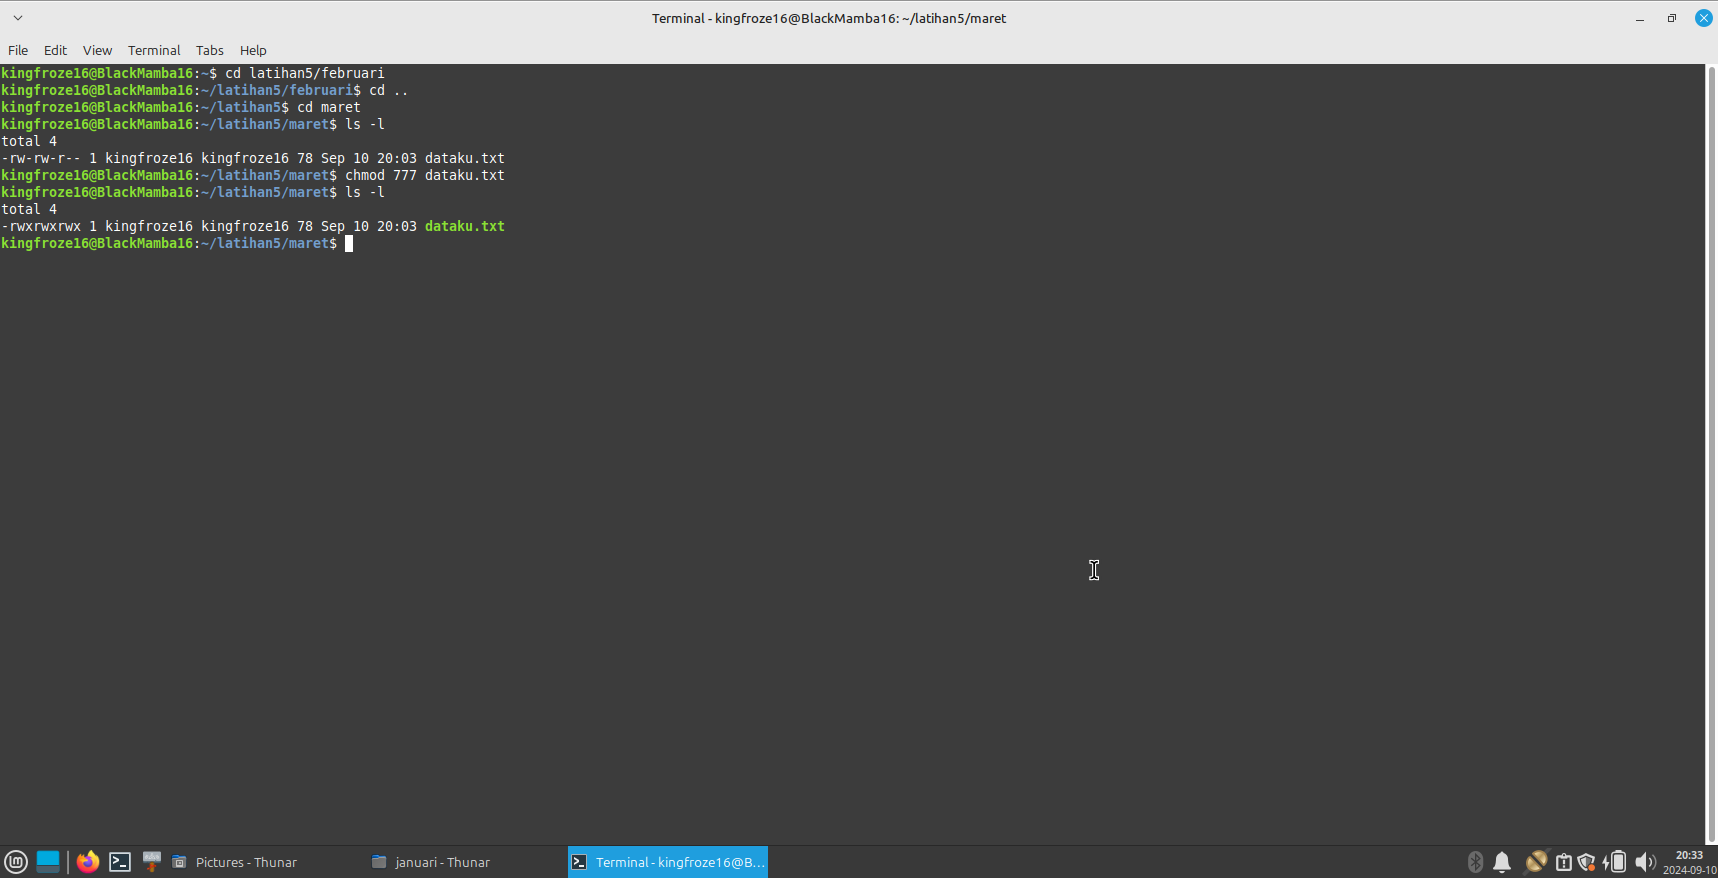 Terminal - kingfroze16@BlackMamba16: ~/latihan5/maret
File Edit View Terminal Tabs Help
kingfroze16@BlackMamba16:~$ cd latihan5/februari
kingfroze16@BlackMamba16:~/latihan5/februari$ cd ..
kingfroze16@BlackMamba16:~/latihan5$ cd maret
kingfroze16@BlackMamba16:~/latihan5/maret$ ls -l
total 4
-rw-rw-r-- 1 kingfroze16 kingfroze16 78 Sep 10 20:03 dataku.txt
kingfroze16@BlackMamba16:~/latihan5/maret$ chmod 777 dataku.txt
kingfroze16@BlackMamba16:~/latihan5/maret$ ls -l
total 4
-rwxrwxrwx 1 kingfroze16 kingfroze16 78 Sep 10 20:03 dataku.txt
kingfroze16@BlackMamba16:~/latihan5/maret$
Pictures - Thunar
januari - Thunar
Terminal - kingfroze16@B...
20:33
2024-09-10